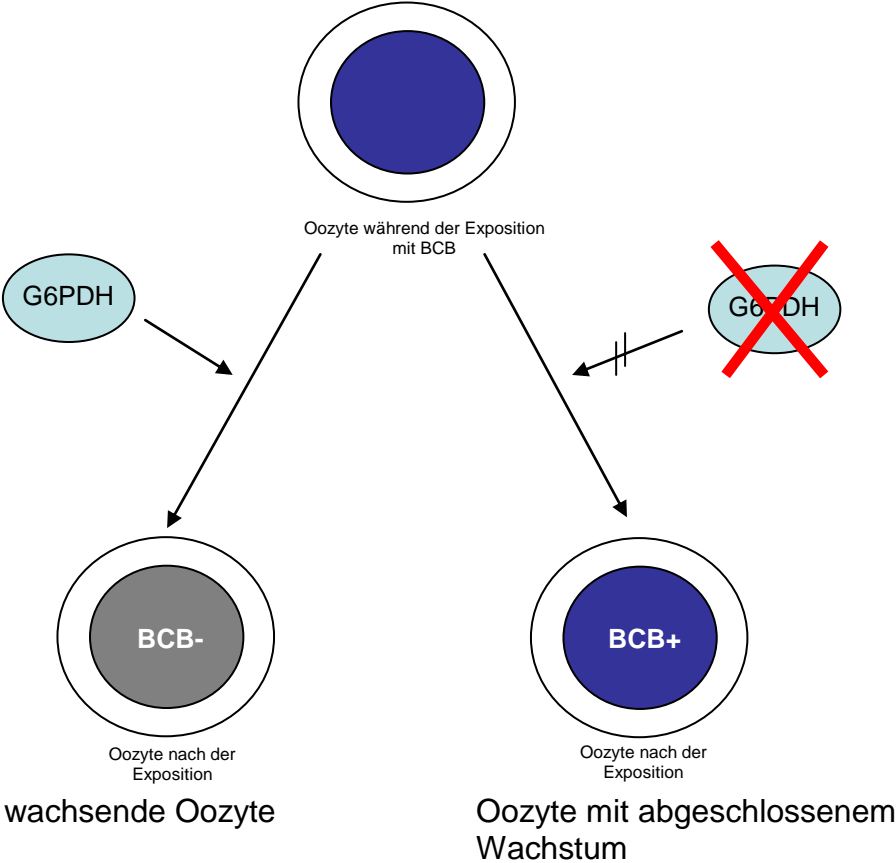 Oozyte während der Exposition
mit BCB
G6PDH
G6PDH
BCB-
BCB+
Oozyte nach der
Exposition
Oozyte nach der
Exposition
wachsende Oozyte
Oozyte mit abgeschlossenem
Wachstum